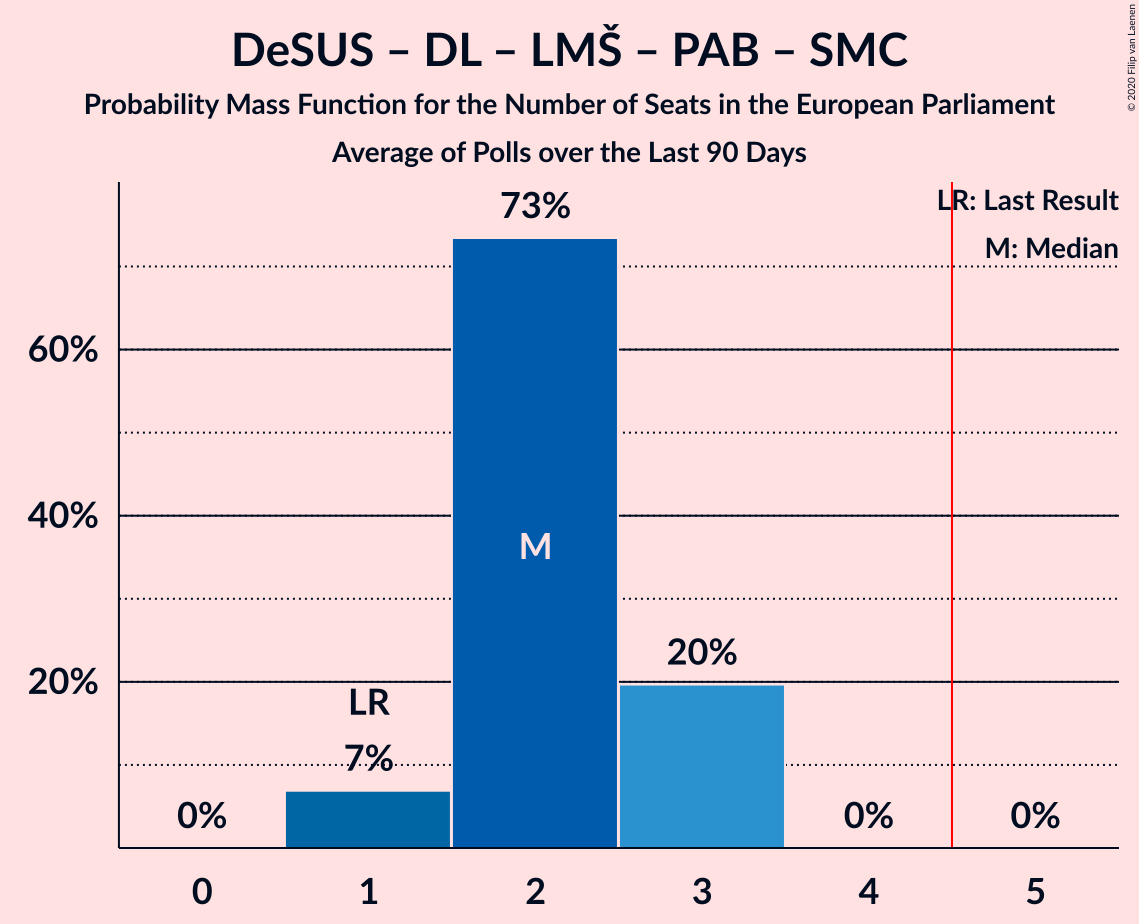 DeSUS – DL – LMŠ – PAB – SMC
Probability Mass Function for the Number of Seats in the European Parliament
Average of Polls over the Last 90 Days
© 2020 Filip van Laenen
LR: Last Result
M: Median
73%
60%
M
40%
20%
20%
LR
7%
0%
0%
0%
0
1
2
3
4
5